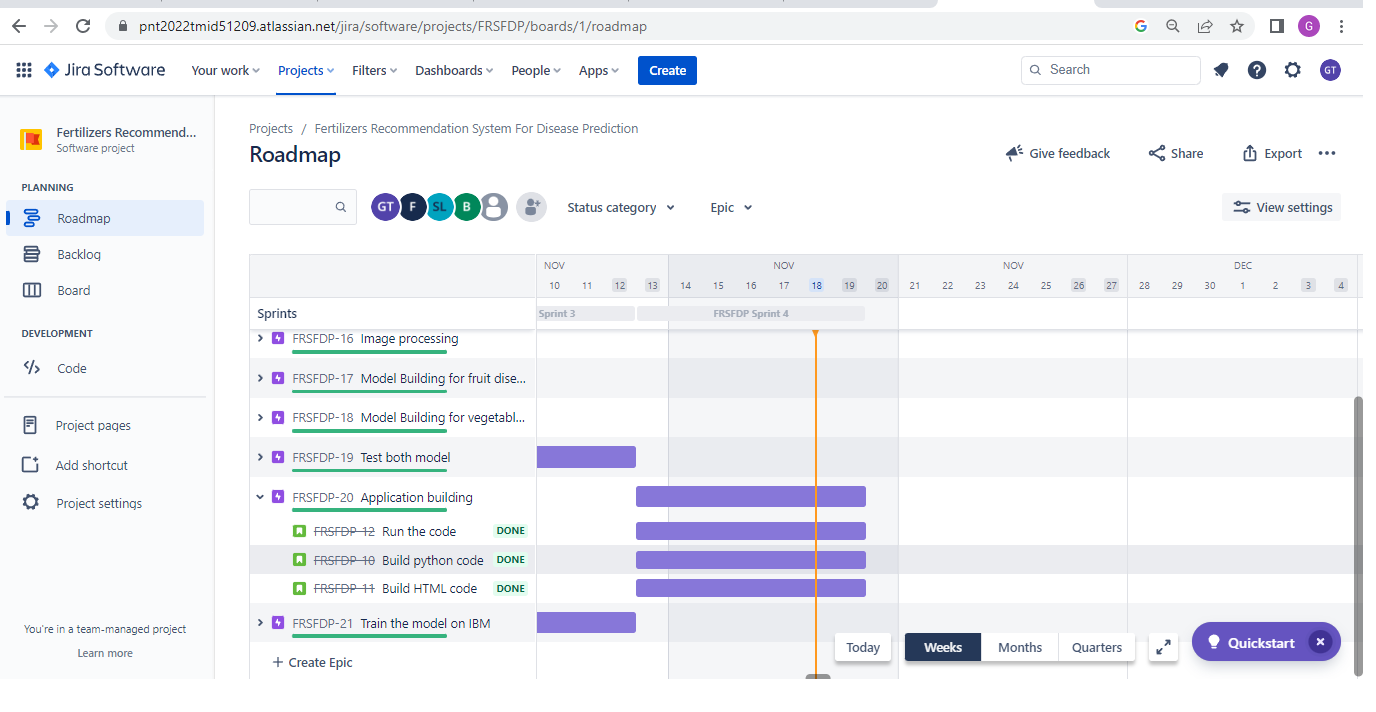 pnt2022tmid51209.atlassian.net/jira/software/projects/FRSFDP/boards/1/roadmap
G
G
Jira Software
Your work
Projects
Filters
Dashboards
People
Apps
Create
Search
?
GT
Fertilizers Recommend...
Software project
PLANNING
Roadmap
Backlog
Board
DEVELOPMENT
Code
Project pages
Add shortcut
Project settings
You're in a team-managed project
Learn more
Projects / Fertilizers Recommendation System For Disease Prediction
Roadmap
Give feedback
Share
Export
GT F SL B
Status category
Epic
View settings
NOV NOV NOV DEC
10 11 12 13 14 15 16 17 18 19 20 21 22 23 24 25 26 27 28 29 30 1 2 3 4
Sprints
Sprint 3
FRSFDP Sprint 4
FRSFDP-16 Image processing
FRSFDP-17 Model Building for fruit dise...
FRSFDP-18 Model Building for vegetabl...
FRSFDP-19 Test both model
FRSFDP-20 Application building
FRSFDP-12 Run the code DONE
FRSFDP-10 Build python code DONE
FRSFDP-11 Build HTML code DONE
FRSFDP-21 Train the model on IBM
+ Create Epic
Today
Weeks
Months
Quarters
Quickstart